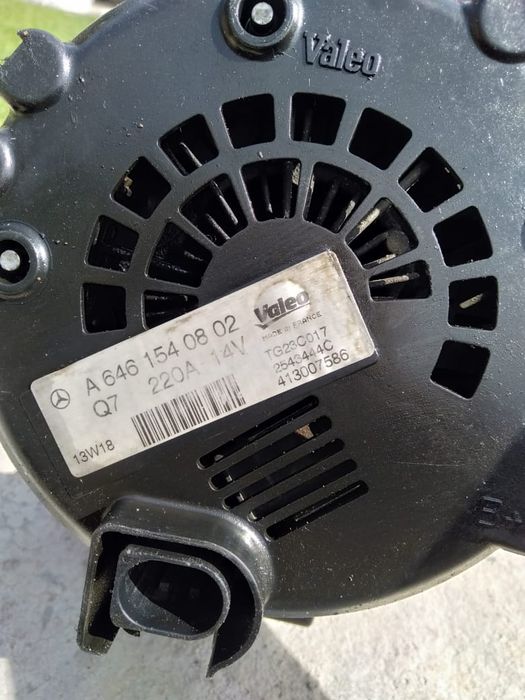 Valeo
A 646 154 08 02
Q7 220A 14V
13W18
Valeo
MADE IN FRANCE
TG23C017
2543444C
413007586
B+